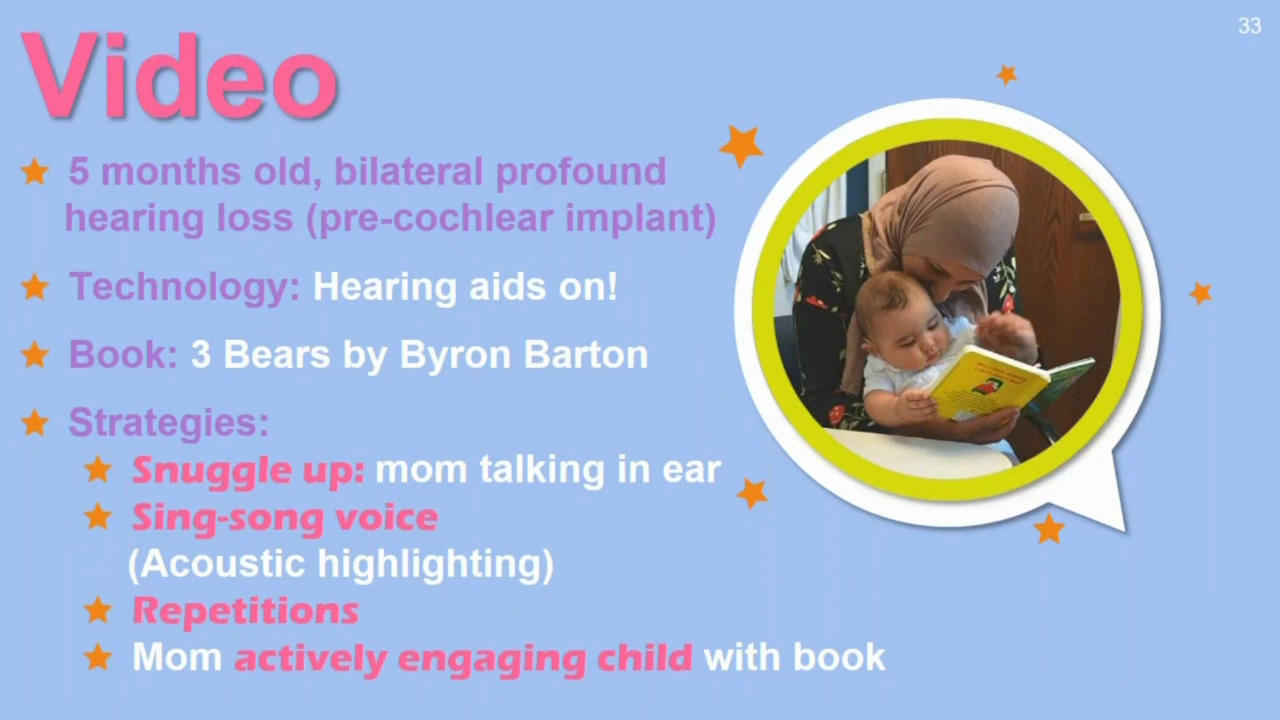 33
Video
5 months old, bilateral profound
hearing loss (pre-cochlear implant)
Technology: Hearing aids on!
Book: 3 Bears by Byron Barton
Strategies:
Snuggle up: mom talking in ear
Sing-song voice
(Acoustic highlighting)
Repetitions
Mom actively engaging child with book